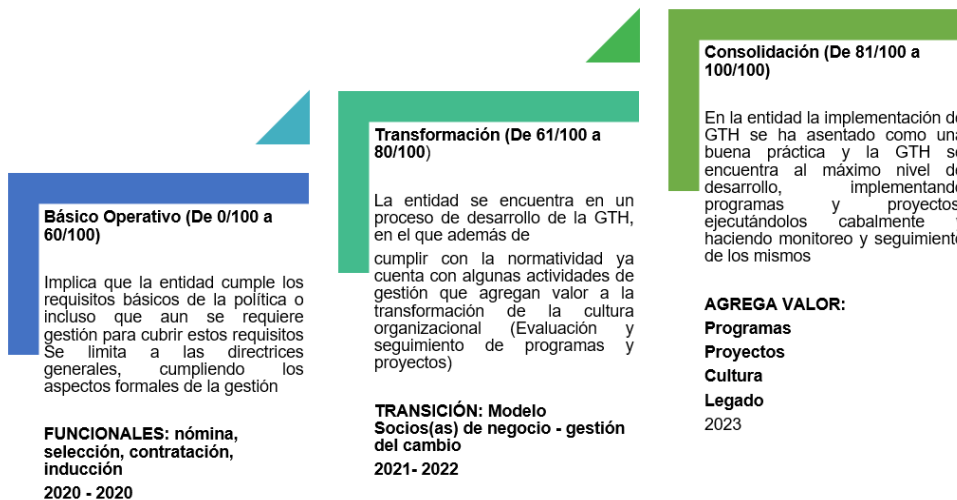 Básico Operativo (De 0/100 a
60/100)
Implica que la entidad cumple los
requisitos básicos de la política o
incluso que aun se requiere
gestión para cubrir estos requisitos
Se limita a las directrices
generales, cumpliendo los
aspectos formales de la gestión
FUNCIONALES: nómina,
selección, contratación,
inducción
2020 - 2020
Transformación (De 61/100 a
80/100)
La entidad se encuentra en un
proceso de desarrollo de la GTH,
en el que además de
cumplir con la normatividad ya
cuenta con algunas actividades de
gestión que agregan valor a la
transformación de la cultura
organizacional (Evaluación y
seguimiento de programas y
proyectos)
TRANSICIÓN: Modelo
Socios(as) de negocio - gestión
del cambio
2021- 2022
Consolidación (De 81/100 a
100/100)
En la entidad la implementación de
GTH se ha asentado como una
buena práctica y la GTH se
encuentra al máximo nivel de
desarrollo, implementando
programas y proyectos
ejecutándolos cabalmente
haciendo monitoreo y seguimiento
de los mismos
AGREGA VALOR:
Programas
Proyectos
Cultura
Legado
2023